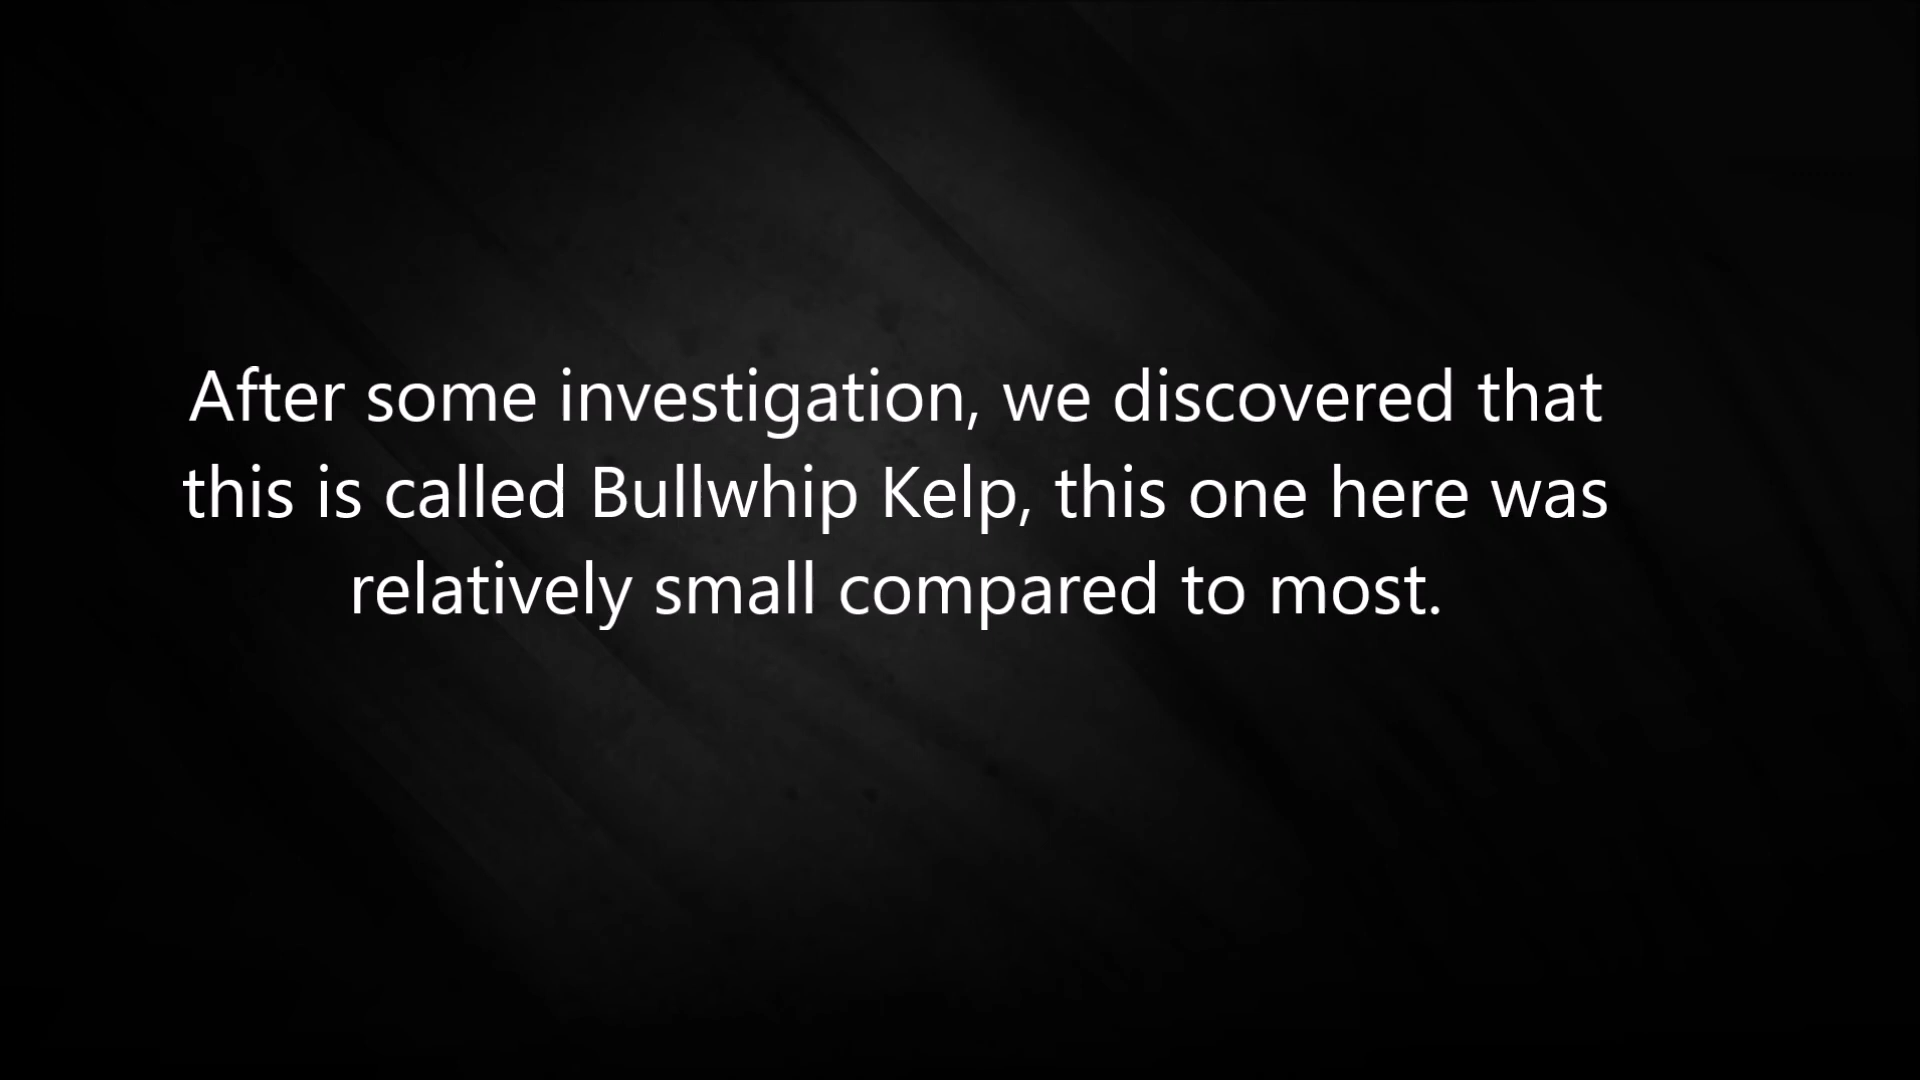 After some investigation, we discovered that
this is called Bullwhip Kelp, this one here was
relatively small compared to most.